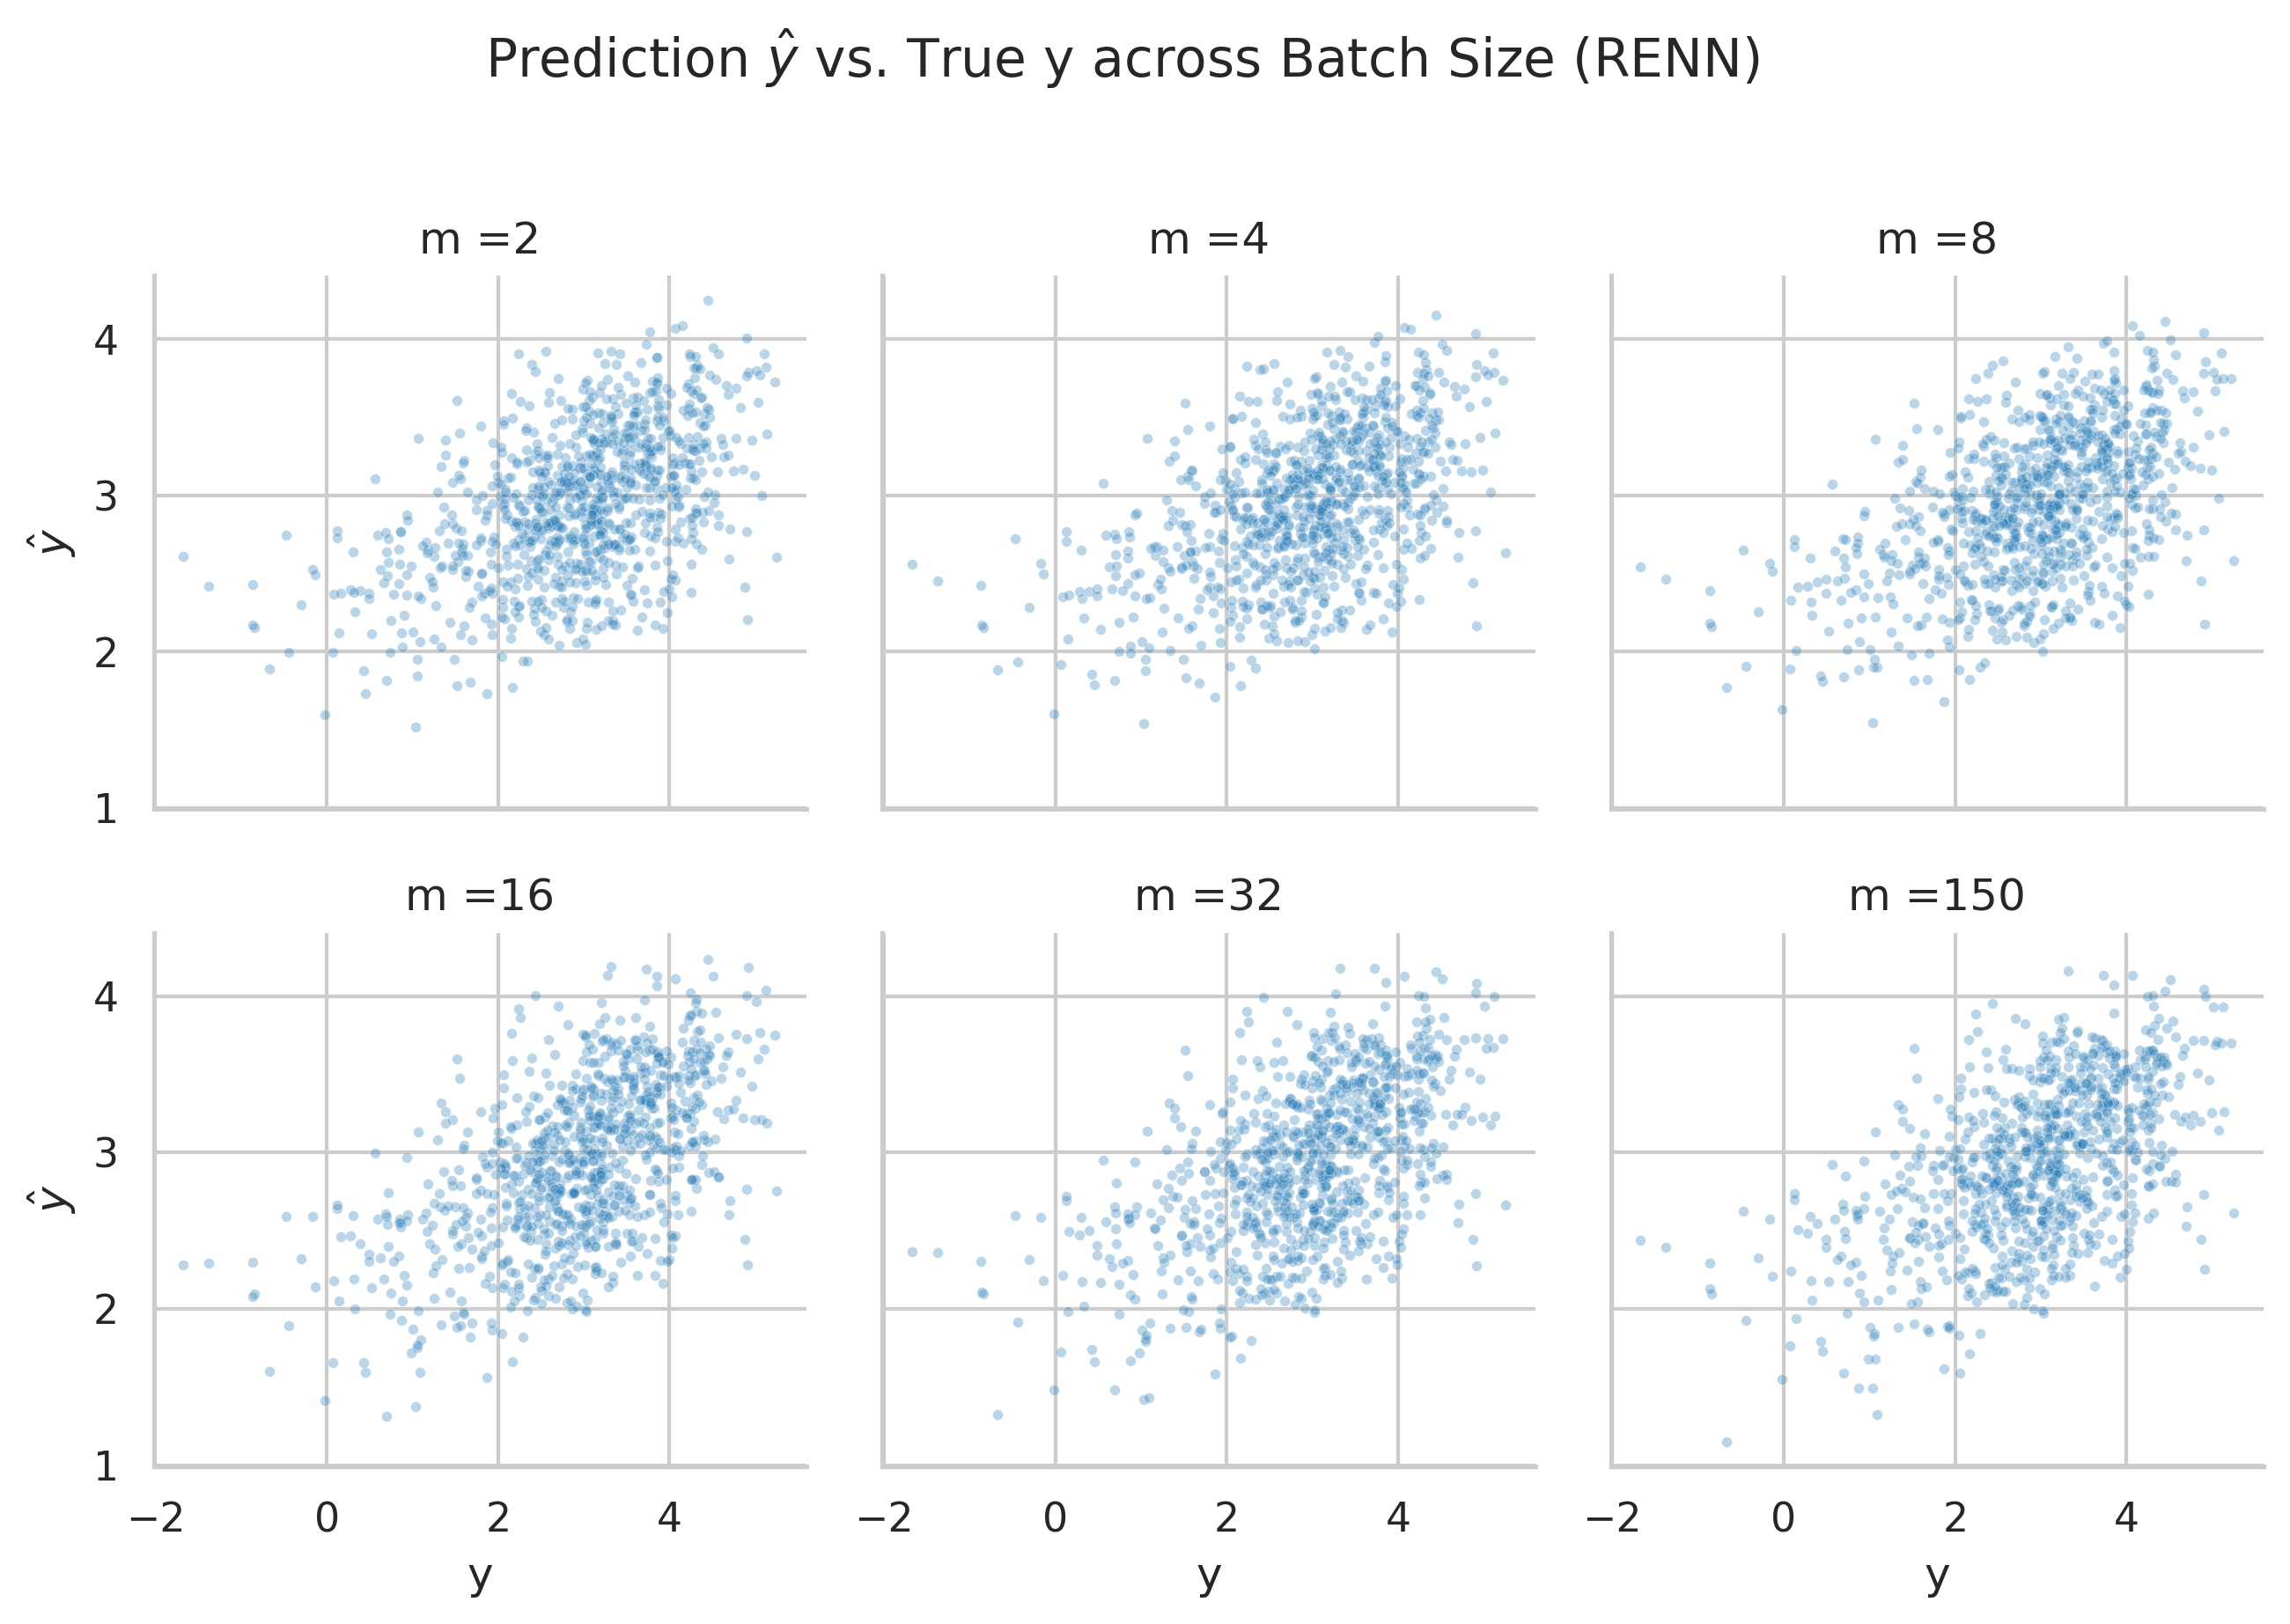 Prediction ŷ vs. True y across Batch Size (RENN)
m =2
m =4
m =8
4
3
2
1
ŷ
m =16
m =32
m =150
4
3
2
1
ŷ
−2 0 2 4
−2 0 2 4
−2 0 2 4
y
y
y